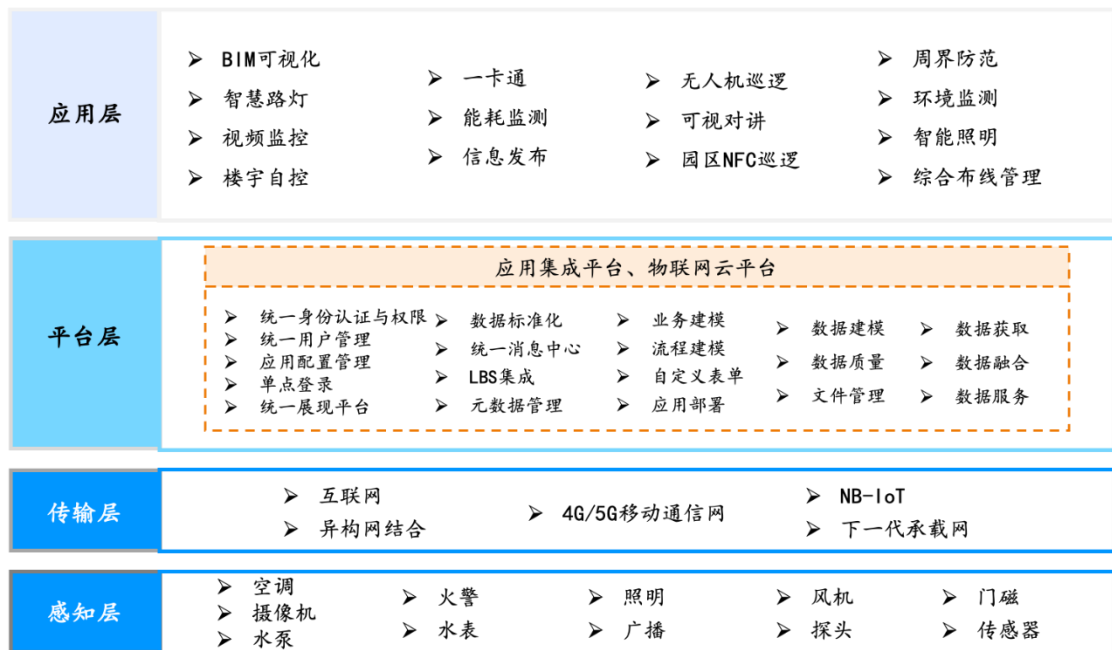 应用层
➢ BIM可视化
➢ 智慧路灯
➢ 视频监控
➢ 楼宇自控
➢ 一卡通
➢ 能耗监测
➢ 信息发布
➢ 无人机巡逻
➢ 可视对讲
➢ 园区NFC巡逻
➢ 周界防范
➢ 环境监测
➢ 智能照明
➢ 综合布线管理
平台层
应用集成平台、物联网云平台
➢ 统一身份认证与权限
➢ 统一用户管理
➢ 应用配置管理
➢ 单点登录
➢ 统一展现平台
➢ 数据标准化
➢ 统一消息中心
➢ LBS集成
➢ 元数据管理
➢ 业务建模
➢ 流程建模
➢ 自定义表单
➢ 应用部署
➢ 数据建模
➢ 数据质量
➢ 文件管理
➢ 数据获取
➢ 数据融合
➢ 数据服务
传输层
➢ 互联网
➢ 异构网结合
➢ 4G/5G移动通信网
➢ NB-IoT
➢ 下一代承载网
感知层
➢ 空调
➢ 摄像机
➢ 水泵
➢ 火警
➢ 水表
➢ 照明
➢ 广播
➢ 风机
➢ 探头
➢ 门磁
➢ 传感器